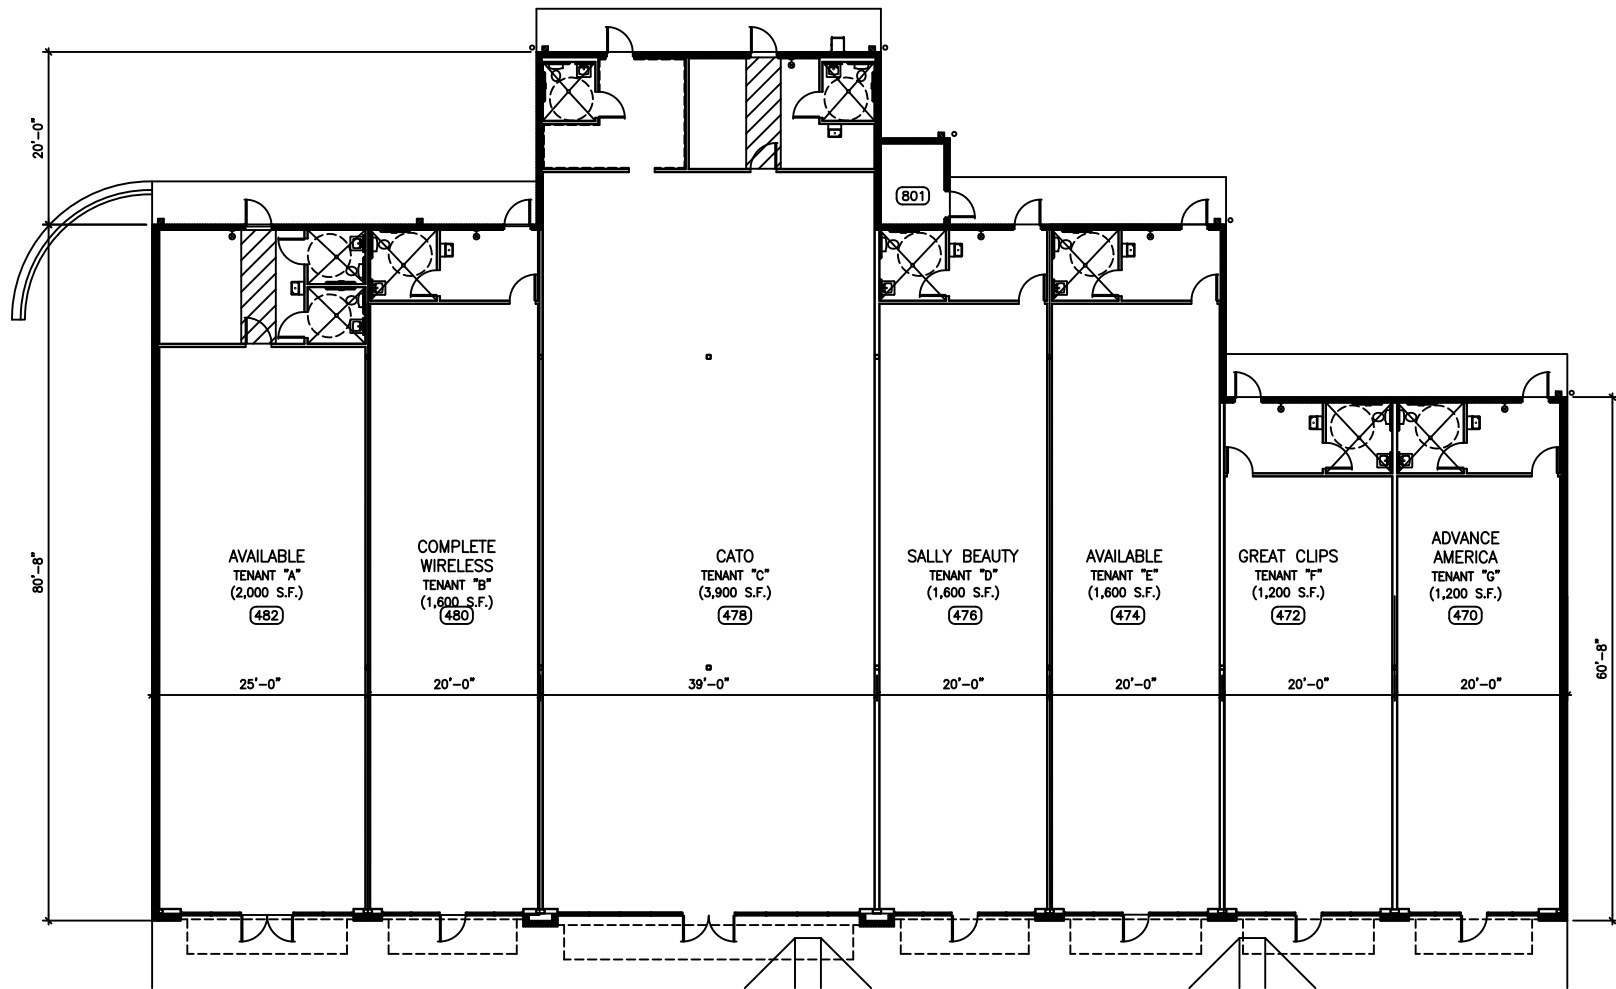 20'-0"
801
80'-8"
AVAILABLE
TENANT "A"
(2,000 S.F.)
482
COMPLETE
WIRELESS
TENANT "B"
(1,600 S.F.)
480
CATO
TENANT "C"
(3,900 S.F.)
478
SALLY BEAUTY
TENANT "D"
(1,600 S.F.)
476
AVAILABLE
TENANT "E"
(1,600 S.F.)
474
GREAT CLIPS
TENANT "F"
(1,200 S.F.)
472
ADVANCE
AMERICA
TENANT "G"
(1,200 S.F.)
470
60'-8"
25'-0"
20'-0"
39'-0"
20'-0"
20'-0"
20'-0"
20'-0"